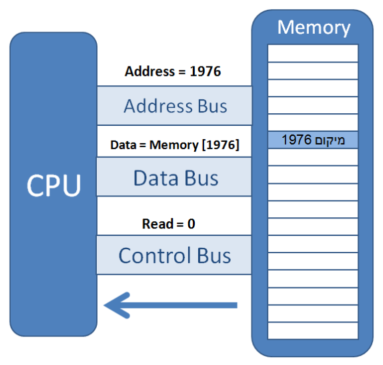 Memory
Address = 1976
Address Bus
Data = Memory [1976]
מיקום 1976
Data Bus
CPU
Read = 0
Control Bus